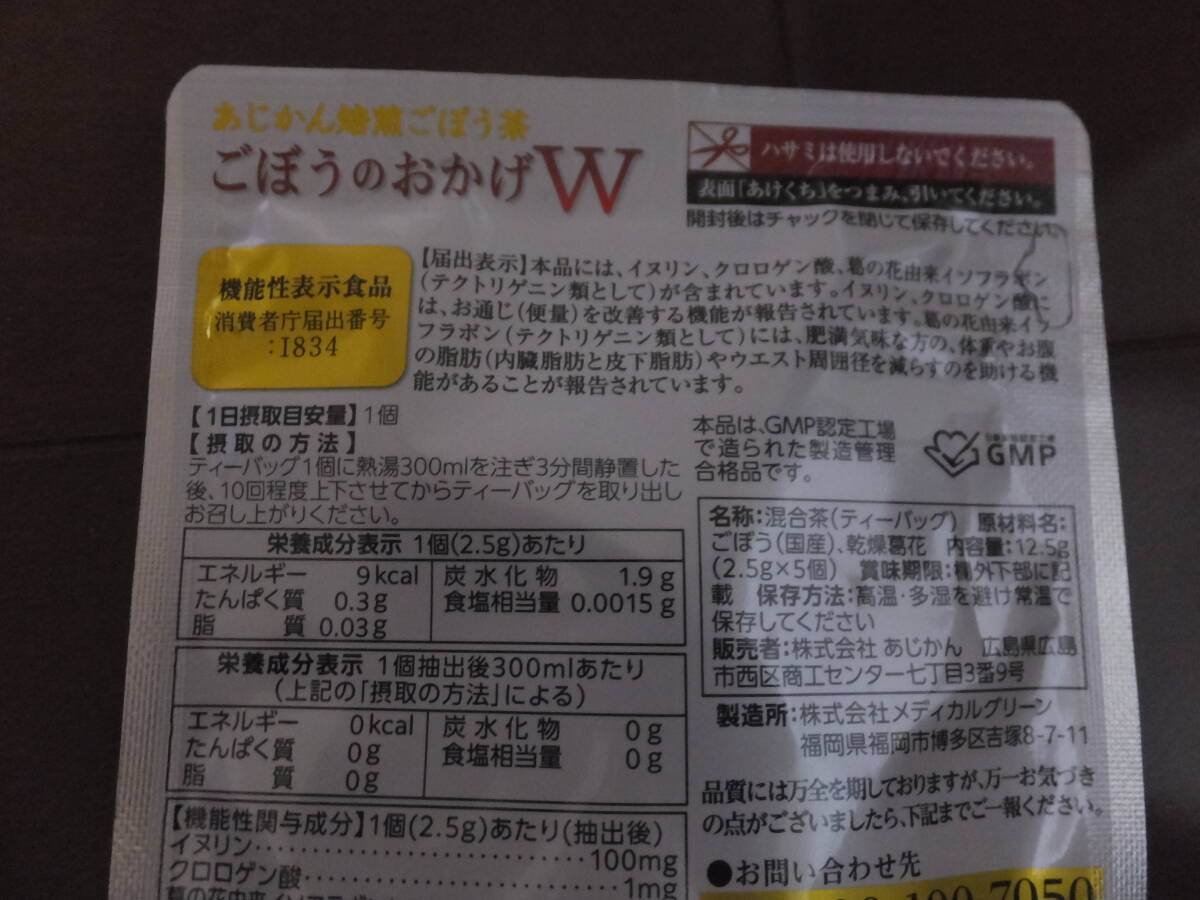 あじかん焙煎ごぼう茶
ごぼうのおかげW
ハサミは使用しないでください。
表面「あけくち」をつまみ、引いてください。
開封後はチャックを閉じて保存してください。
機能性表示食品
消費者庁届出番号
:I834
【届出表示】本品には、イヌリン、クロロゲン酸、葛の花由来イソフラボン
(テクトリゲニン類として)が含まれています。イヌリン、クロロゲン酸に
は、お通じ(便量)を改善する機能が報告されています。葛の花由来イソ
フラボン(テクトリゲニン類として)には、肥満気味な方の、体重やお腹
の脂肪(内臓脂肪と皮下脂肪)やウエスト周囲径を減らすのを助ける機
能があることが報告されています。
【1日摂取目安量】1個
【摂取の方法】
ティーバッグ1個に熱湯300mlを注ぎ3分間静置した
後、10回程度上下させてからティーバッグを取り出し
お召し上がりください。
本品は、GMP認定工場
で造られた製造管理
合格品です。
GMP
栄養成分表示 1個(2.5g)あたり
エネルギー 9kcal 炭水化物 1.9g
たんぱく質 0.3g 食塩相当量 0.0015g
脂質 0.03g
栄養成分表示 1個抽出後300mlあたり
(上記の「摂取の方法」による)
エネルギー 0kcal 炭水化物 0g
たんぱく質 0g 食塩相当量 0g
脂質 0g
【機能性関与成分】1個(2.5g)あたり(抽出後)
イヌリン・・・・・・・・・・・・・・・・・・・・100mg
クロロゲン酸・・・・・・・・・・・・・・・・・・・・1mg
名称:混合茶(ティーバッグ) 原材料名:
ごぼう(国産)、乾燥葛花 内容量:12.5g
(2.5g×5個) 賞味期限:欄外下部に記
載 保存方法:高温・多湿を避け常温で
保存してください
販売者:株式会社 あじかん 広島県広島
市西区商工センター七丁目3番9号
製造所:株式会社メディカルグリーン
福岡県福岡市博多区吉塚8-7-11
品質には万全を期しておりますが、万一お気づき
の点がございましたら、下記までご一報ください。
●お問い合わせ先